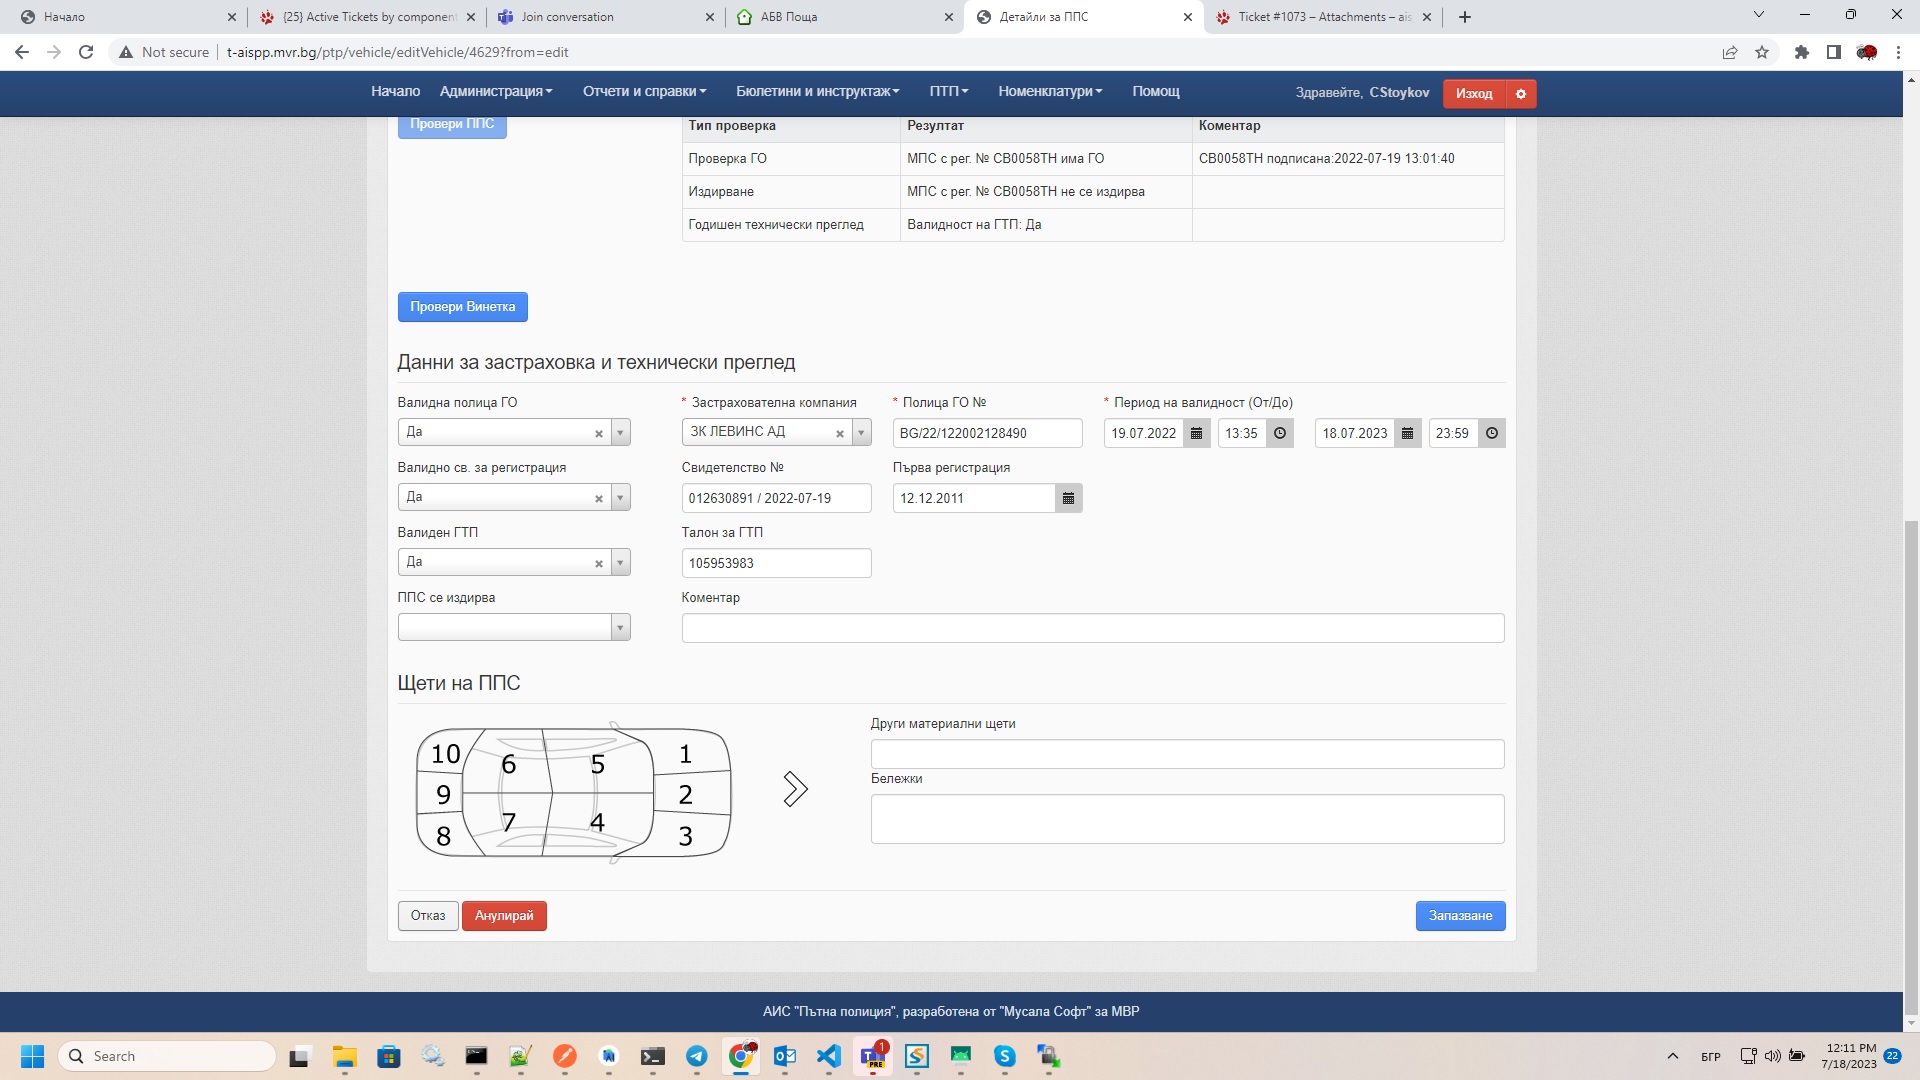 Начало
{25} Active Tickets by component
Join conversation
АБВ Поща
Детайли за ППС
Ticket #1073 – Attachments – ais
Not secure
t-aispp.mvr.bg/ptp/vehicle/editVehicle/4629?from=edit
Начало Администрация Отчети и справки Бюлетини и инструктаж ПТП Номенклатури Помощ Здравейте, CStoykov Изход
Провери ППС
Тип проверка Резултат Коментар
Проверка ГО МПС с рег. № СВ0058ТН има ГО СВ0058ТН подписана:2022-07-19 13:01:40
Издирване МПС с рег. № СВ0058ТН не се издирва
Годишен технически преглед Валидност на ГТП: Да
Провери Винетка
Данни за застраховка и технически преглед
Валидна полица ГО * Застрахователна компания * Полица ГО № * Период на валидност (От/До)
Да ЗК ЛЕВИНС АД BG/22/122002128490 19.07.2022 13:35 18.07.2023 23:59
Валидно св. за регистрация Свидетелство № Първа регистрация
Да 012630891 / 2022-07-19 12.12.2011
Валиден ГТП Талон за ГТП
Да 105953983
ППС се издирва Коментар
Щети на ППС
Други материални щети
Бележки
10 6 5 1
9 2
8 7 4 3
Отказ Анулирай Запазване
АИС "Пътна полиция", разработена от "Мусала Софт" за МВР
Search
1
PRE
БГР
12:11 PM
7/18/2023
22